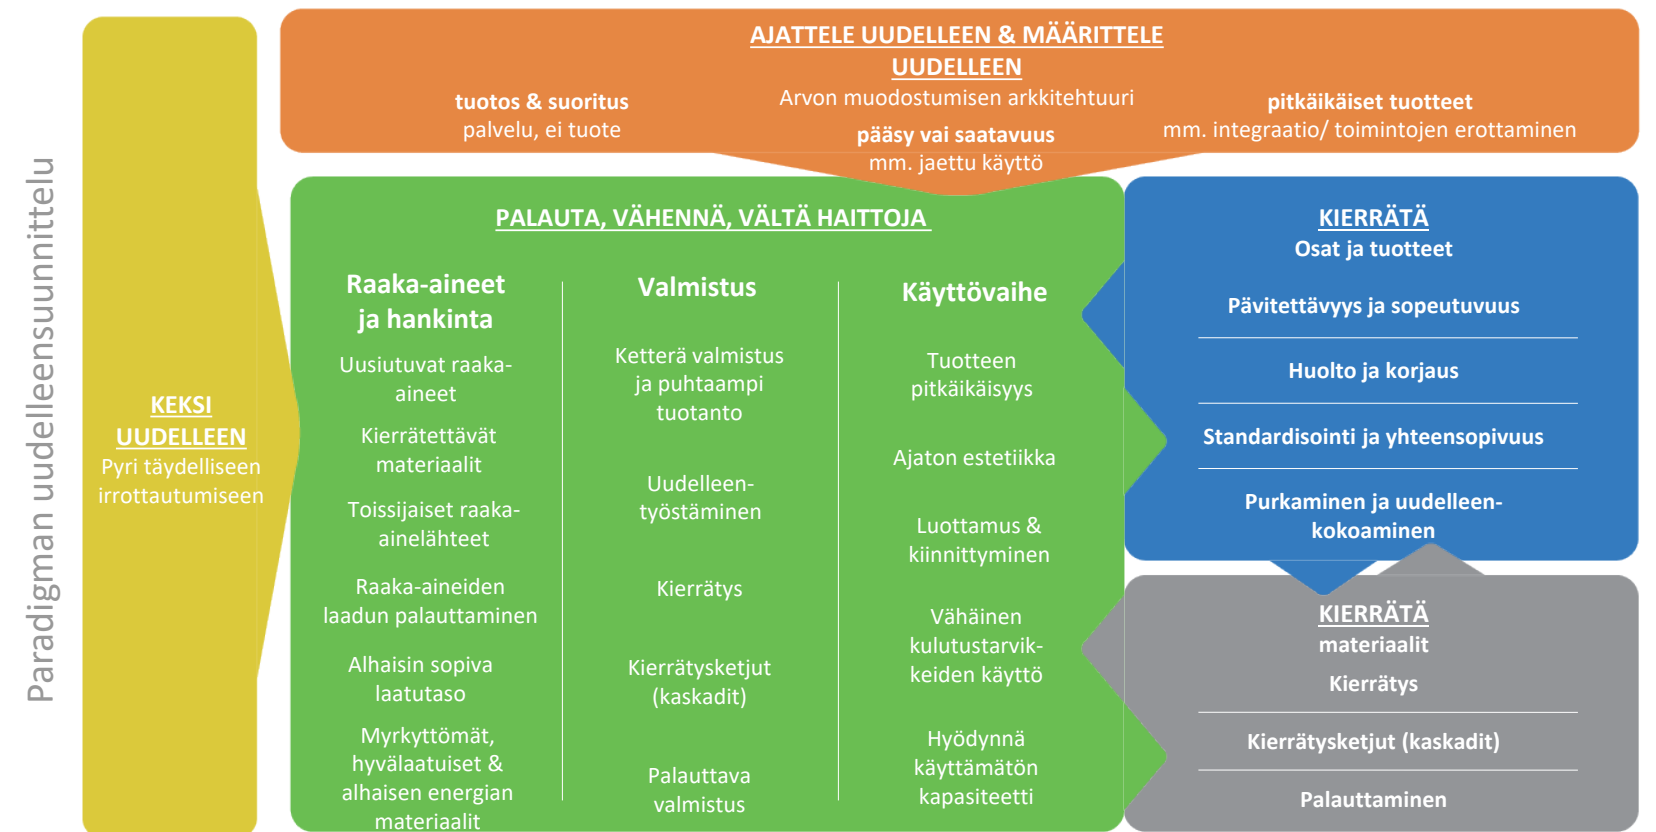 Paradigman uudelleensuunnittelu
KEKSI
UUDELLEEN
Pyri täydelliseen
irrottautumiseen
AJATTELE UUDELLEEN & MÄÄRITTELE
UUDELLEEN
Arvon muodostumisen arkkitehtuuri
tuotos & suoritus
palvelu, ei tuote
pääsy vai saatavuus
mm. jaettu käyttö
pitkäikäiset tuotteet
mm. integraatio/ toimintojen erottaminen
PALAUTA, VÄHENNÄ, VÄLTÄ HAITTOJA
Raaka-aineet
ja hankinta
Uusiutuvat raaka-
aineet
Kierrätettävät
materiaalit
Toissijaiset raaka-
ainelähteet
Raaka-aineiden
laadun palauttaminen
Alhaisin sopiva
laatutaso
Myrkyttömät,
hyvälaatuiset &
alhaisen energian
materiaalit
Valmistus
Ketterä valmistus
ja puhtaampi
tuotanto
Uudelleen-
työstäminen
Kierrätys
Kierrätysketjut
(kaskadit)
Palauttava
valmistus
Käyttövaihe
Tuotteen
pitkäikäisyys
Ajaton estetiikka
Luottamus &
kiinnittyminen
Vähäinen
kulutustarvik-
keiden käyttö
Hyödynnä
käyttämätön
kapasiteetti
KIERRÄTÄ
Osat ja tuotteet
Pävitettävyys ja sopeutuvuus
Huolto ja korjaus
Standardisointi ja yhteensopivuus
Purkaminen ja uudelleen-
kokoaminen
KIERRÄTÄ
materiaalit
Kierrätys
Kierrätysketjut (kaskadit)
Palauttaminen